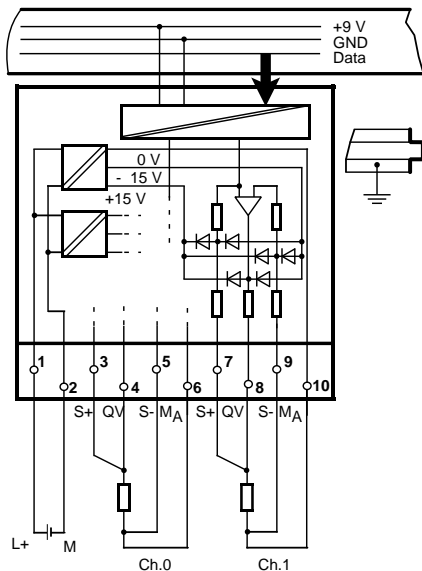 +9 V
GND
Data
0 V
- 15 V
+15 V
1
2
3
4
5
6
7
8
9
10
S+ QV S- MA S+ QV S- MA
L+ M
Ch.0 Ch.1